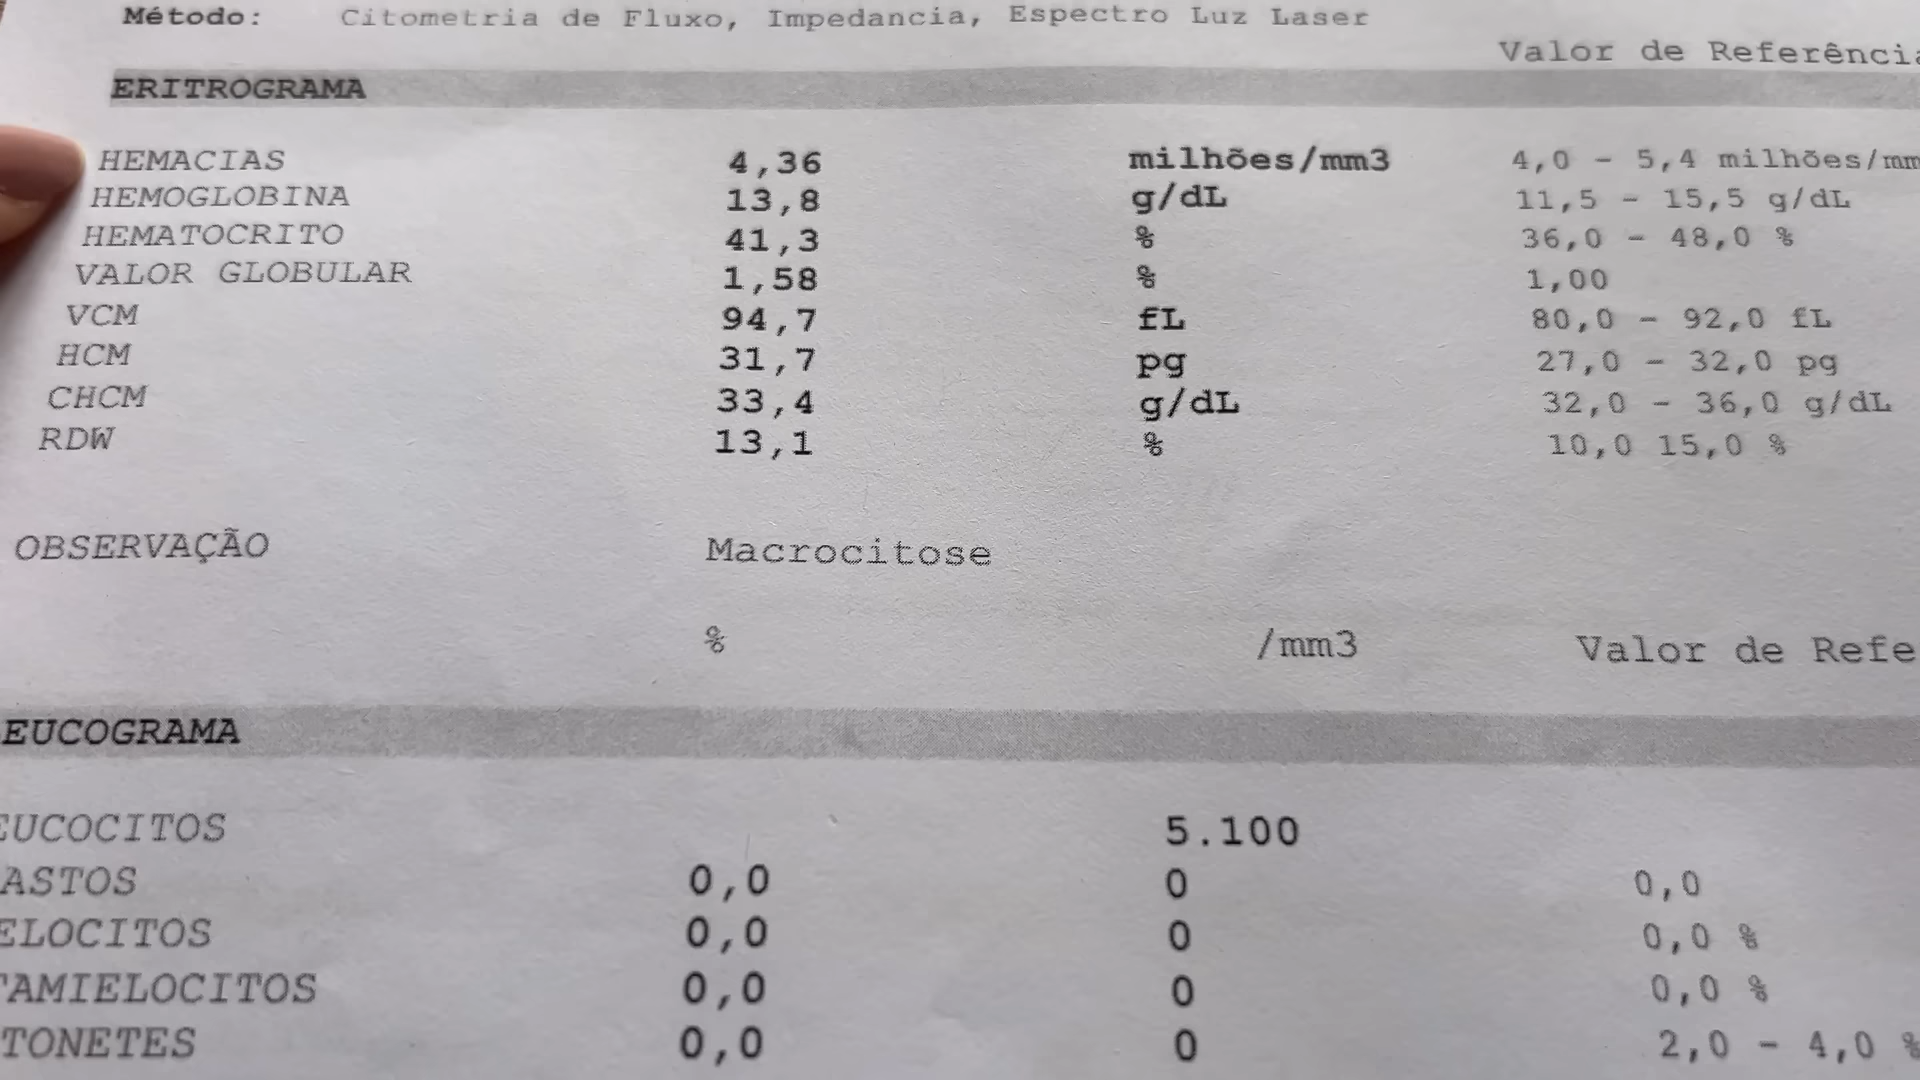 Método: Citometria de Fluxo, Impedancia, Espectro Luz Laser
Valor de Referência
ERITROGRAMA
HEMACIAS 4,36 milhões/mm3 4,0 - 5,4 milhões/mm
HEMOGLOBINA 13,8 g/dL 11,5 - 15,5 g/dL
HEMATOCRITO 41,3 % 36,0 - 48,0 %
VALOR GLOBULAR 1,58 % 1,00
VCM 94,7 fL 80,0 - 92,0 fL
HCM 31,7 pg 27,0 - 32,0 pg
CHCM 33,4 g/dL 32,0 - 36,0 g/dL
RDW 13,1 % 10,0 15,0 %
OBSERVAÇÃO Macrocitose
% /mm3 Valor de Refe
EUCOGRAMA
EUCOCITOS 5.100
ASTOS 0,0 0 0,0
ELOCITOS 0,0 0 0,0 %
TAMIELOCITOS 0,0 0 0,0 %
TONETES 0,0 0 2,0 - 4,0 %